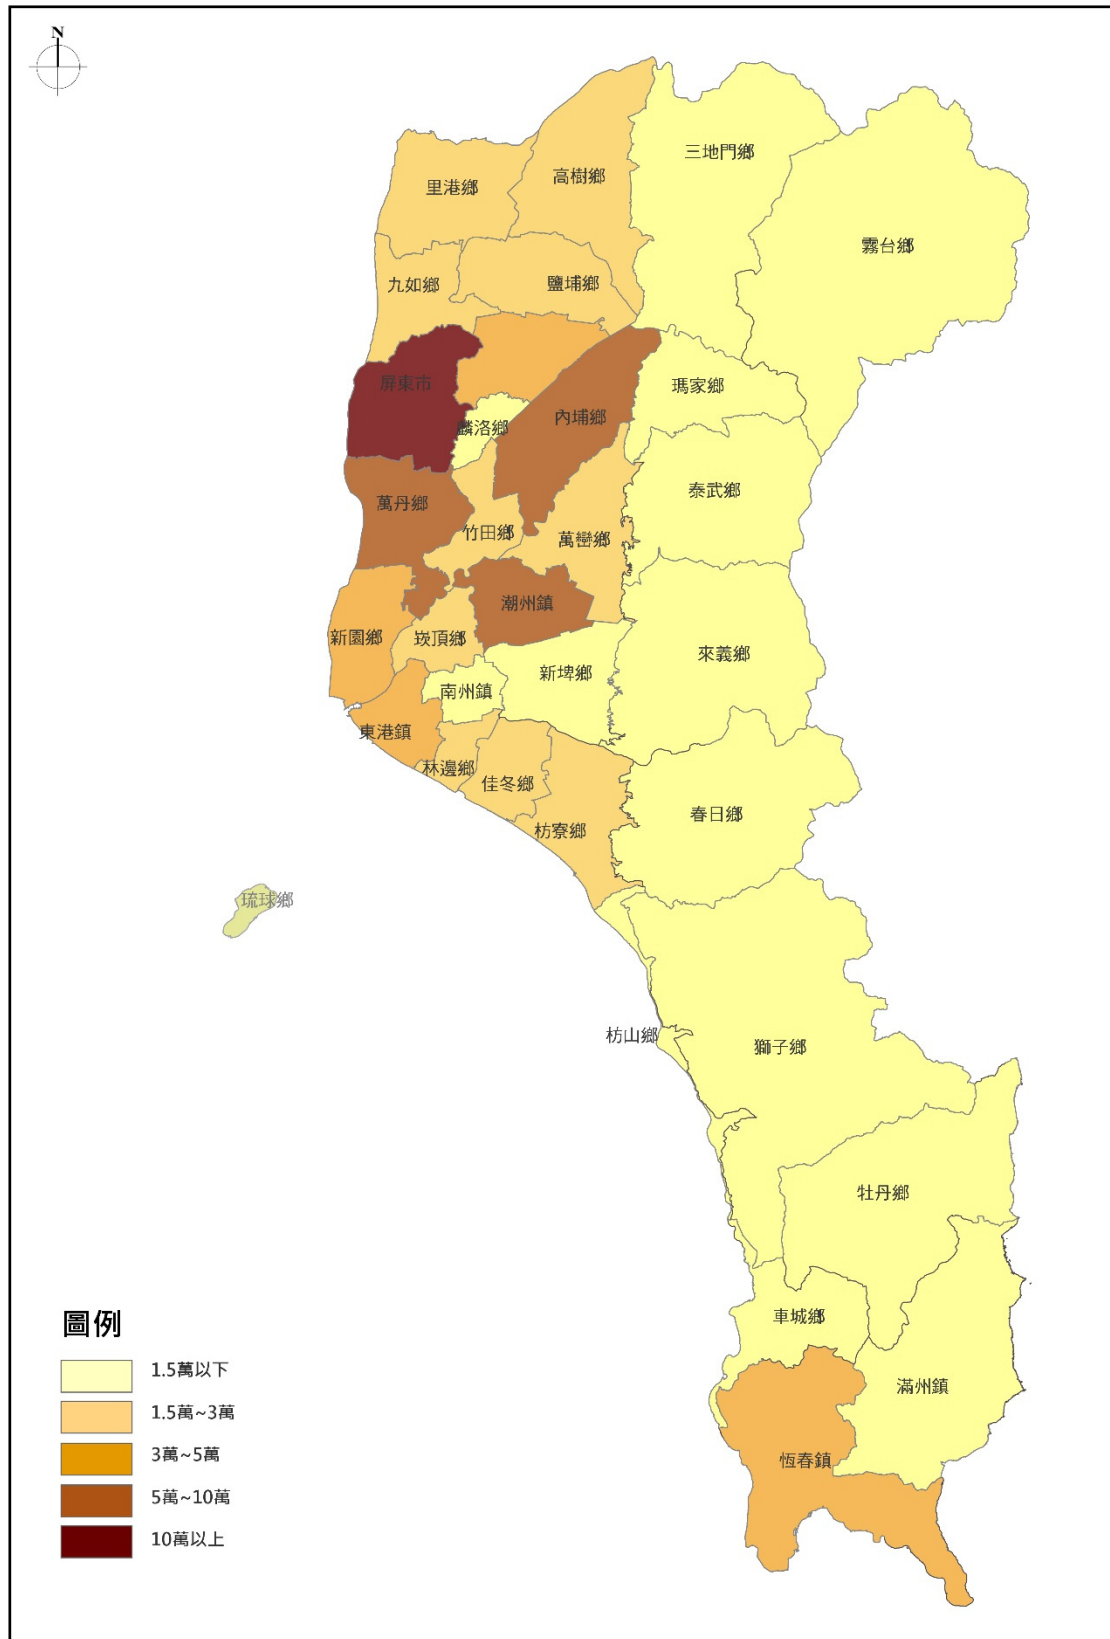 N
三地門鄉
高樹鄉
里港鄉
霧台鄉
九如鄉
鹽埔鄉
屏東市
瑪家鄉
內埔鄉
麟洛鄉
泰武鄉
萬丹鄉
竹田鄉
萬巒鄉
潮州鎮
新園鄉
崁頂鄉
來義鄉
新埤鄉
南州鎮
東港鎮
林邊鄉
佳冬鄉
春日鄉
枋寮鄉
琉球鄉
枋山鄉
獅子鄉
牡丹鄉
車城鄉
滿州鎮
恆春鎮
圖例
1.5萬以下
1.5萬~3萬
3萬~5萬
5萬~10萬
10萬以上